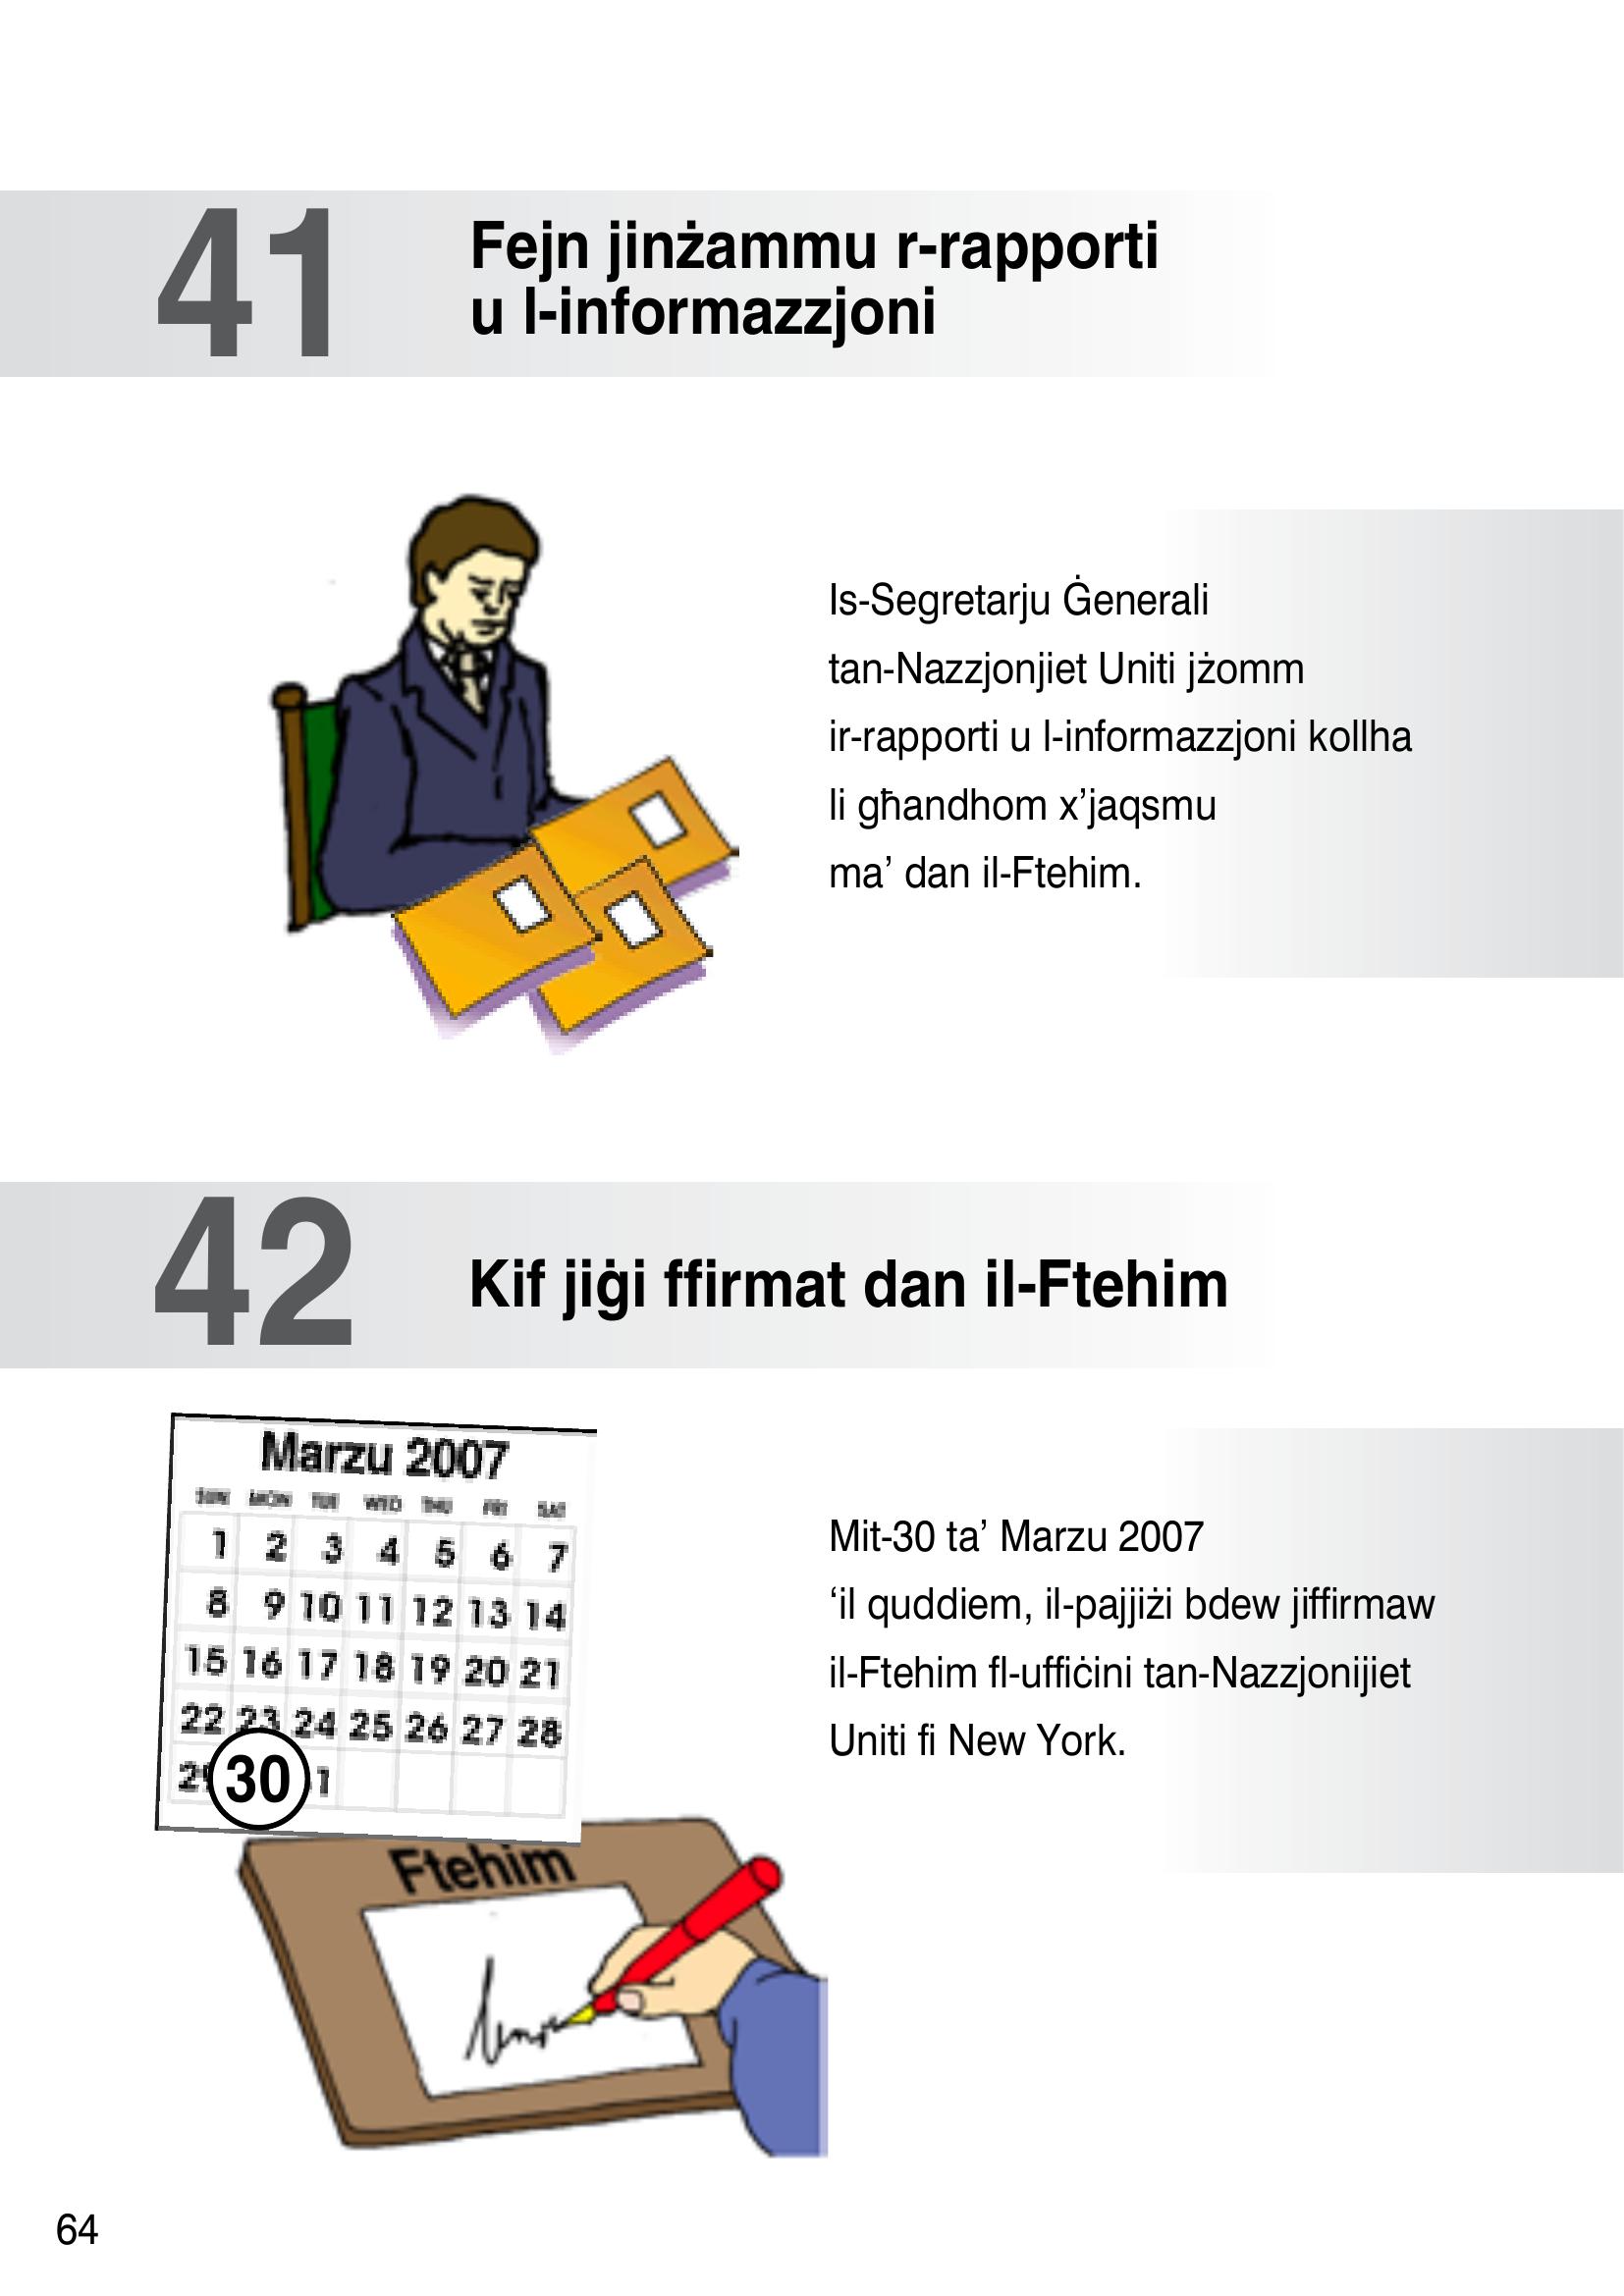 41
Fejn jinżammu r-rapporti
u l-informazzjoni
Is-Segretarju Ġenerali
tan-Nazzjonjiet Uniti jżomm
ir-rapporti u l-informazzjoni kollha
li għandhom x’jaqsmu
ma’ dan il-Ftehim.
42
Kif jiġi ffirmat dan il-Ftehim
Marzu 2007
SUN MON TUE WED THU FRI SAT
1 2 3 4 5 6 7
8 9 10 11 12 13 14
15 16 17 18 19 20 21
22 23 24 25 26 27 28
30
Ftehim
Mit-30 ta’ Marzu 2007
‘il quddiem, il-pajjiżi bdew jiffirmaw
il-Ftehim fl-uffiċini tan-Nazzjonijiet
Uniti fi New York.
64